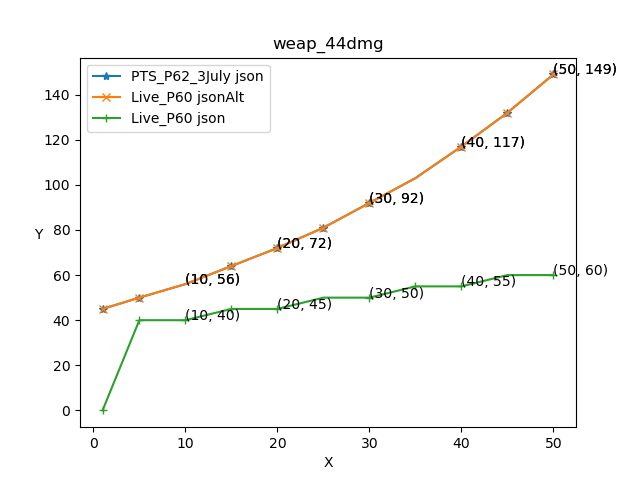 weap_44dmg
PTS_P62_3July json
Live_P60 jsonAlt
Live_P60 json
(50, 149)
(40, 117)
(30, 92)
(20, 72)
(10, 56)
(50, 60)
(40, 55)
(30, 50)
(20, 45)
(10, 40)
Y
140
120
100
80
60
40
20
0
0 10 20 30 40 50
X